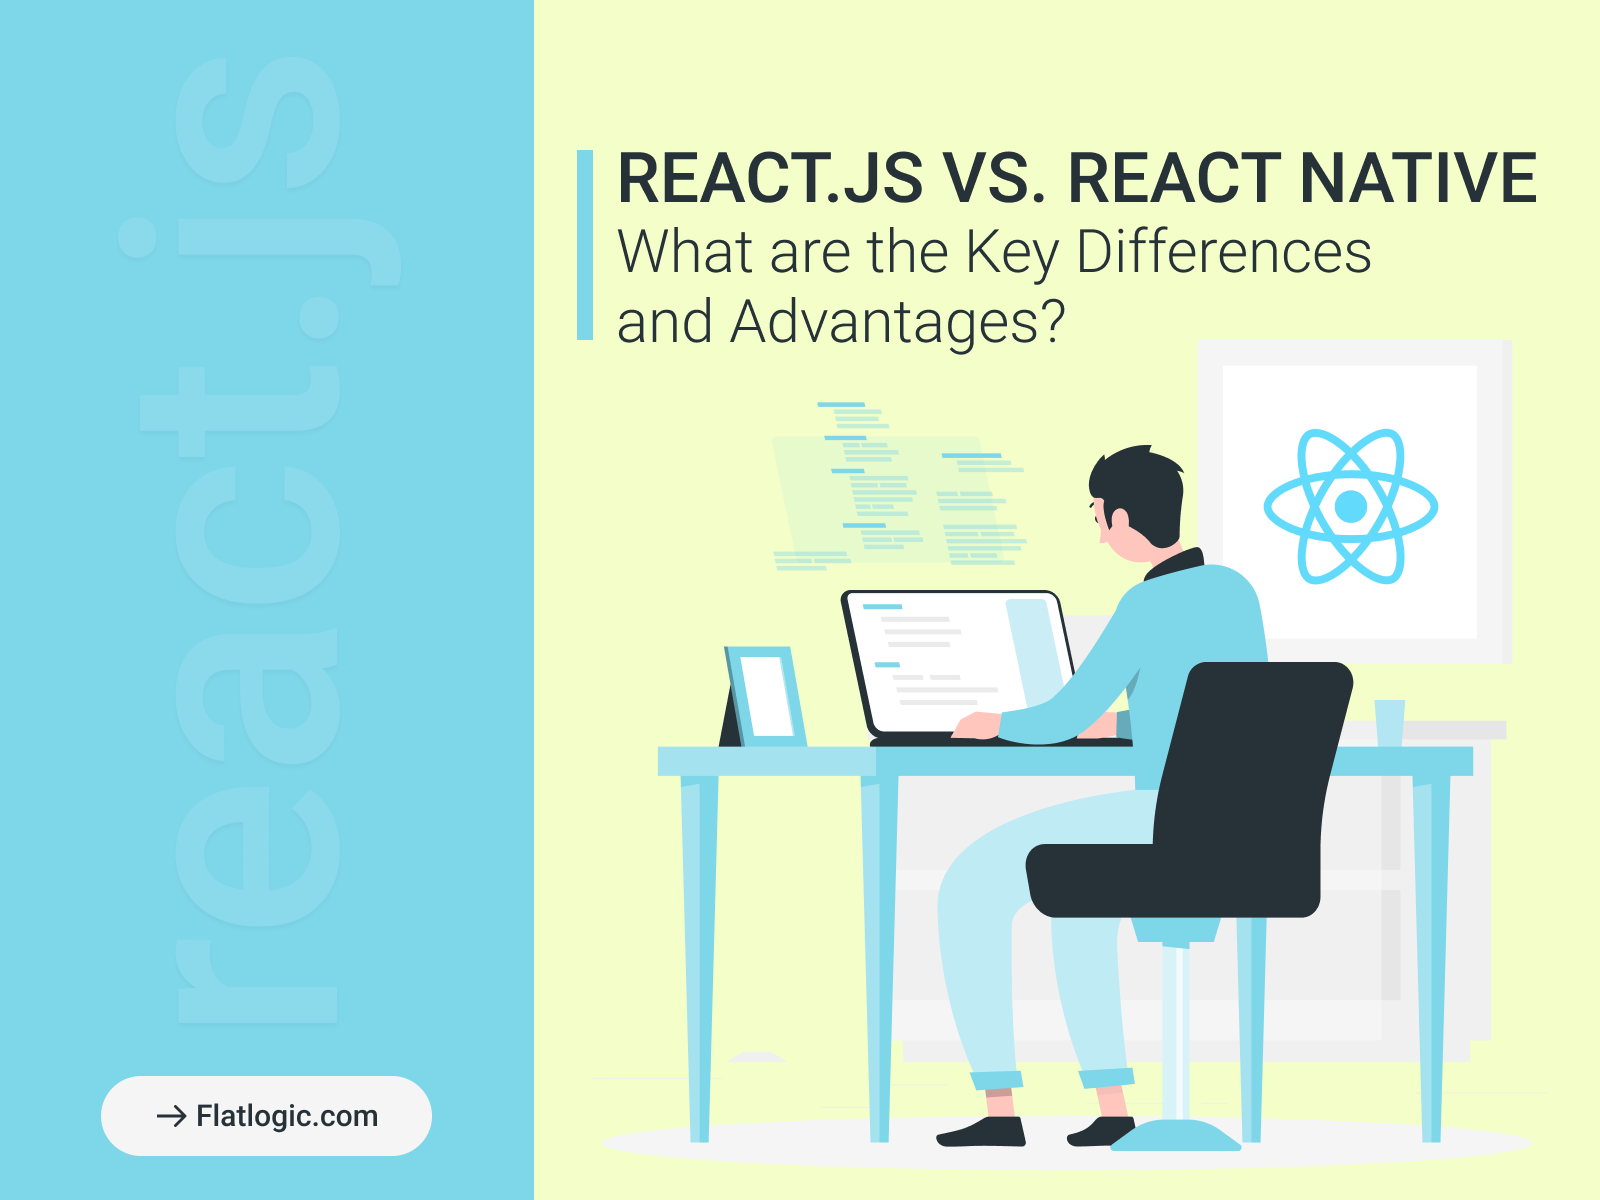 react.js
REACT.JS VS. REACT NATIVE
What are the Key Differences
and Advantages?
→ Flatlogic.com